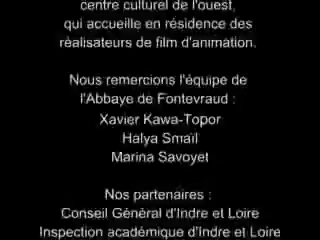 centre culturel de l'ouest,
qui accueille en résidence des
réalisateurs de film d'animation.
Nous remercions l'équipe de
l'Abbaye de Fontevraud :
Xavier Kawa-Topor
Halya Smaïl
Marina Savoyet
Nos partenaires :
Conseil Général d'Indre et Loire
Inspection académique d'Indre et Loire